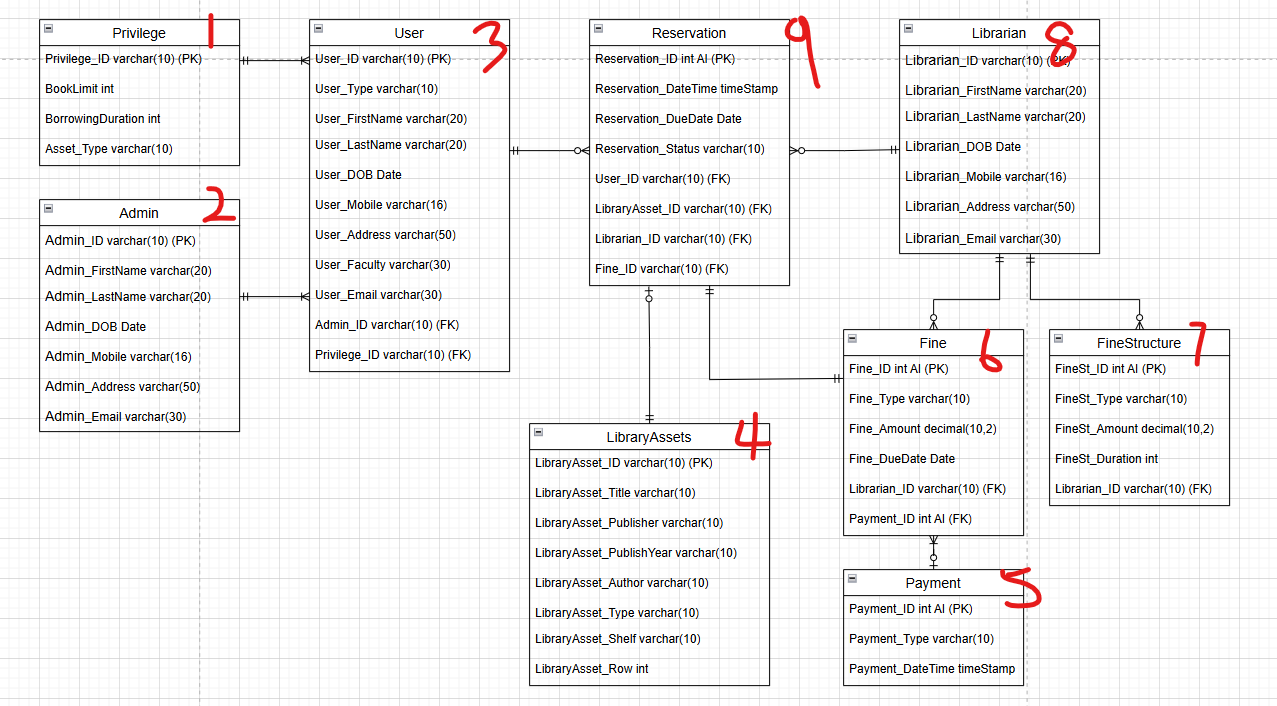 Privilege 1
Privilege_ID varchar(10) (PK)
BookLimit int
BorrowingDuration int
Asset_Type varchar(10)
Admin 2
Admin_ID varchar(10) (PK)
Admin_FirstName varchar(20)
Admin_LastName varchar(20)
Admin_DOB Date
Admin_Mobile varchar(16)
Admin_Address varchar(50)
Admin_Email varchar(30)
User 3
User_ID varchar(10) (PK)
User_Type varchar(10)
User_FirstName varchar(20)
User_LastName varchar(20)
User_DOB Date
User_Mobile varchar(16)
User_Address varchar(50)
User_Faculty varchar(30)
User_Email varchar(30)
Admin_ID varchar(10) (FK)
Privilege_ID varchar(10) (FK)
Reservation 9
Reservation_ID int AI (PK)
Reservation_DateTime timeStamp
Reservation_DueDate Date
Reservation_Status varchar(10)
User_ID varchar(10) (FK)
LibraryAsset_ID varchar(10) (FK)
Librarian_ID varchar(10) (FK)
Fine_ID varchar(10) (FK)
Librarian 8
Librarian_ID varchar(10) (PK)
Librarian_FirstName varchar(20)
Librarian_LastName varchar(20)
Librarian_DOB Date
Librarian_Mobile varchar(16)
Librarian_Address varchar(50)
Librarian_Email varchar(30)
LibraryAssets 4
LibraryAsset_ID varchar(10) (PK)
LibraryAsset_Title varchar(10)
LibraryAsset_Publisher varchar(10)
LibraryAsset_PublishYear varchar(10)
LibraryAsset_Author varchar(10)
LibraryAsset_Type varchar(10)
LibraryAsset_Shelf varchar(10)
LibraryAsset_Row int
Fine 6
Fine_ID int AI (PK)
Fine_Type varchar(10)
Fine_Amount decimal(10,2)
Fine_DueDate Date
Librarian_ID varchar(10) (FK)
Payment_ID int AI (FK)
FineStructure 7
FineSt_ID int AI (PK)
FineSt_Type varchar(10)
FineSt_Amount decimal(10,2)
FineSt_Duration int
Librarian_ID varchar(10) (FK)
Payment 5
Payment_ID int AI (PK)
Payment_Type varchar(10)
Payment_DateTime timeStamp